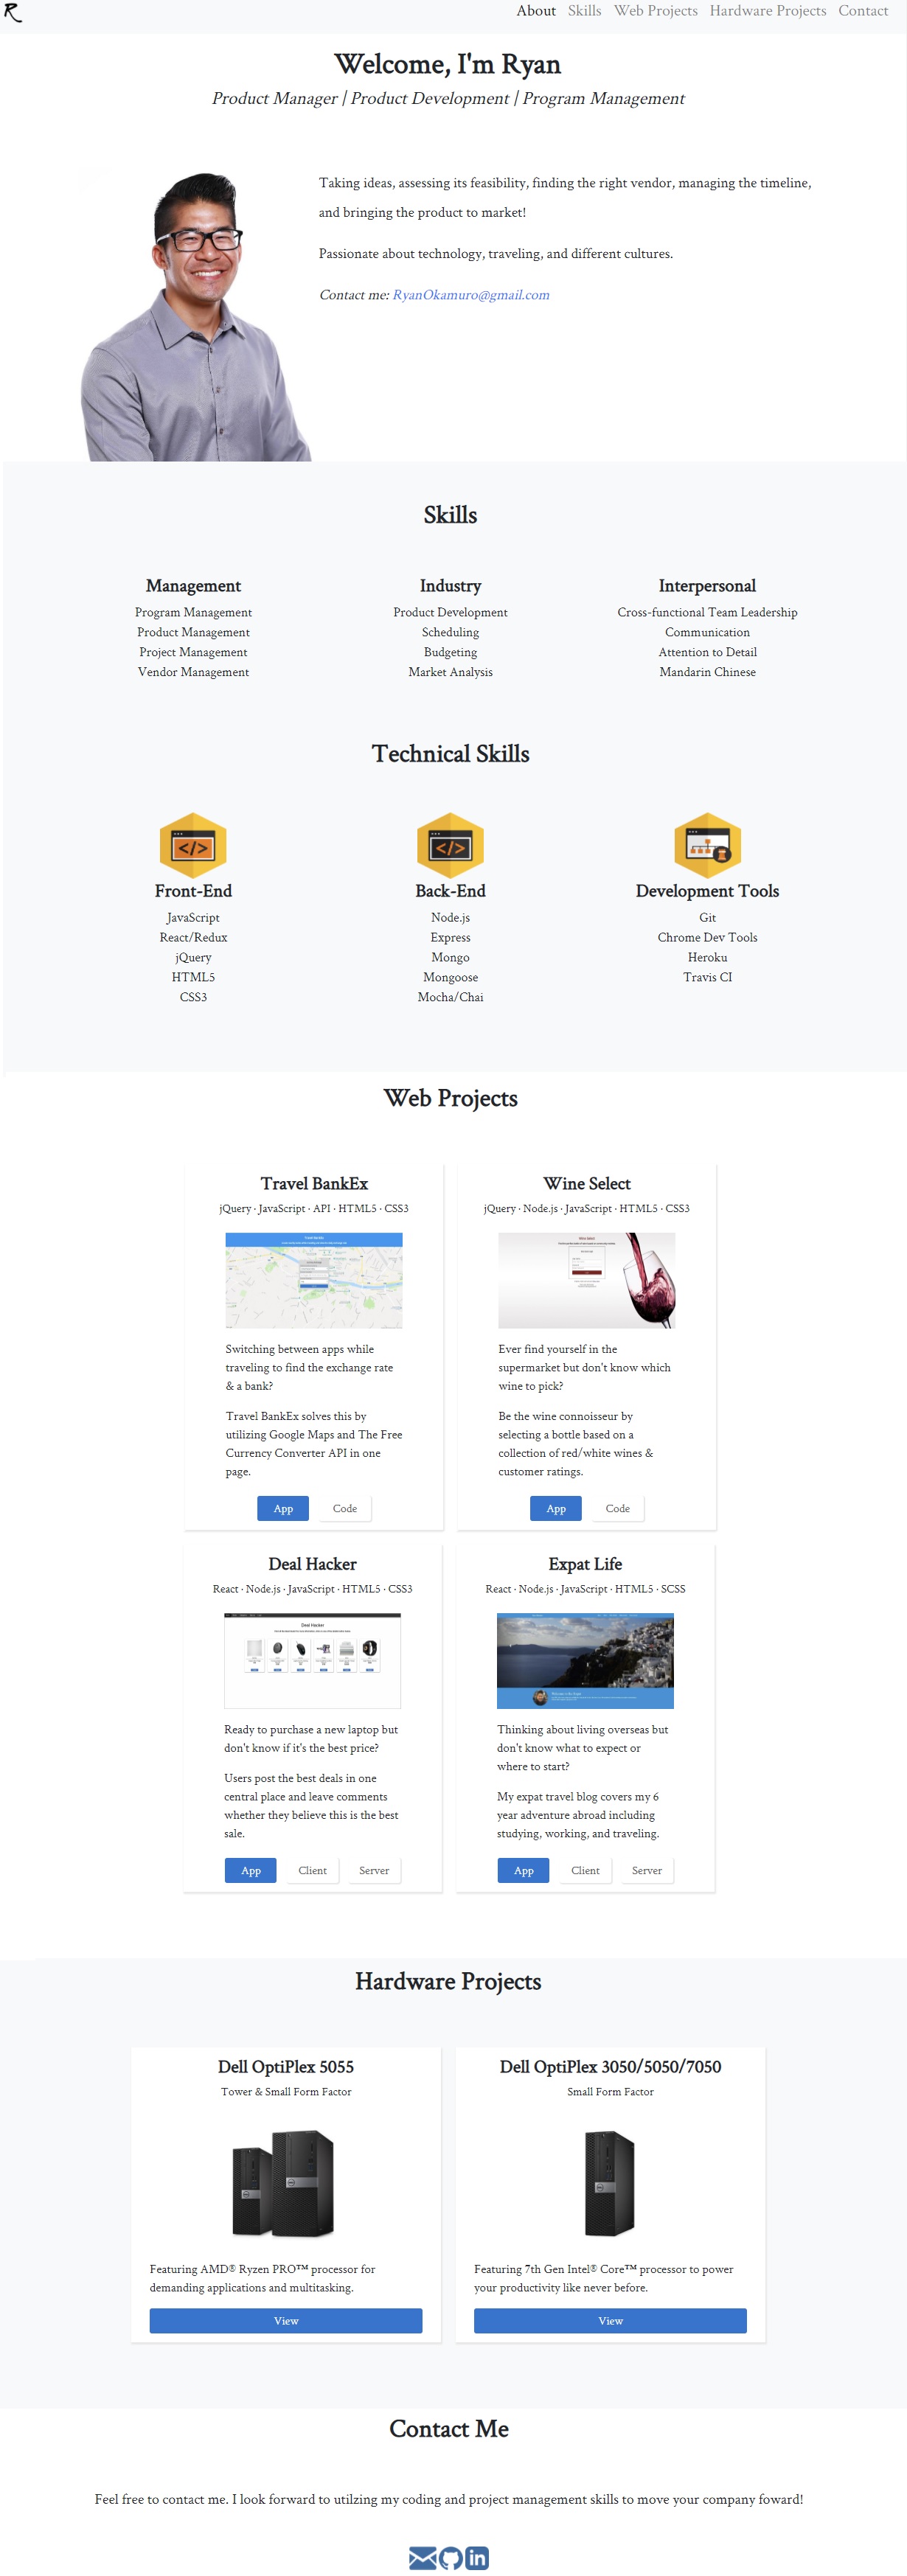 R
About Skills Web Projects Hardware Projects Contact
Welcome, I'm Ryan
Product Manager | Product Development | Program Management
Taking ideas, assessing its feasibility, finding the right vendor, managing the timeline,
and bringing the product to market!
Passionate about technology, traveling, and different cultures.
Contact me: RyanOkamuro@gmail.com
Skills
Management
Program Management
Product Management
Project Management
Vendor Management
Industry
Product Development
Scheduling
Budgeting
Market Analysis
Interpersonal
Cross-functional Team Leadership
Communication
Attention to Detail
Mandarin Chinese
Technical Skills
</>
Front-End
JavaScript
React/Redux
jQuery
HTML5
CSS3
</>
Back-End
Node.js
Express
Mongo
Mongoose
Mocha/Chai
Development Tools
Git
Chrome Dev Tools
Heroku
Travis CI
Web Projects
Travel BankEx
jQuery · JavaScript · API · HTML5 · CSS3
Switching between apps while
traveling to find the exchange rate
& a bank?
Travel BankEx solves this by
utilizing Google Maps and The Free
Currency Converter API in one
page.
App Code
Wine Select
jQuery · Node.js · JavaScript · HTML5 · CSS3
Ever find yourself in the
supermarket but don't know which
wine to pick?
Be the wine connoisseur by
selecting a bottle based on a
collection of red/white wines &
customer ratings.
App Code
Deal Hacker
React · Node.js · JavaScript · HTML5 · CSS3
Deal Hacker
Ready to purchase a new laptop but
don't know if it's the best price?
Users post the best deals in one
central place and leave comments
whether they believe this is the best
sale.
App Client Server
Expat Life
React · Node.js · JavaScript · HTML5 · SCSS
Thinking about living overseas but
don't know what to expect or
where to start?
My expat travel blog covers my 6
year adventure abroad including
studying, working, and traveling.
App Client Server
Hardware Projects
Dell OptiPlex 5055
Tower & Small Form Factor
Featuring AMD® Ryzen PRO™ processor for
demanding applications and multitasking.
View
Dell OptiPlex 3050/5050/7050
Small Form Factor
Featuring 7th Gen Intel® Core™ processor to power
your productivity like never before.
View
Contact Me
Feel free to contact me. I look forward to utilzing my coding and project management skills to move your company foward!
in